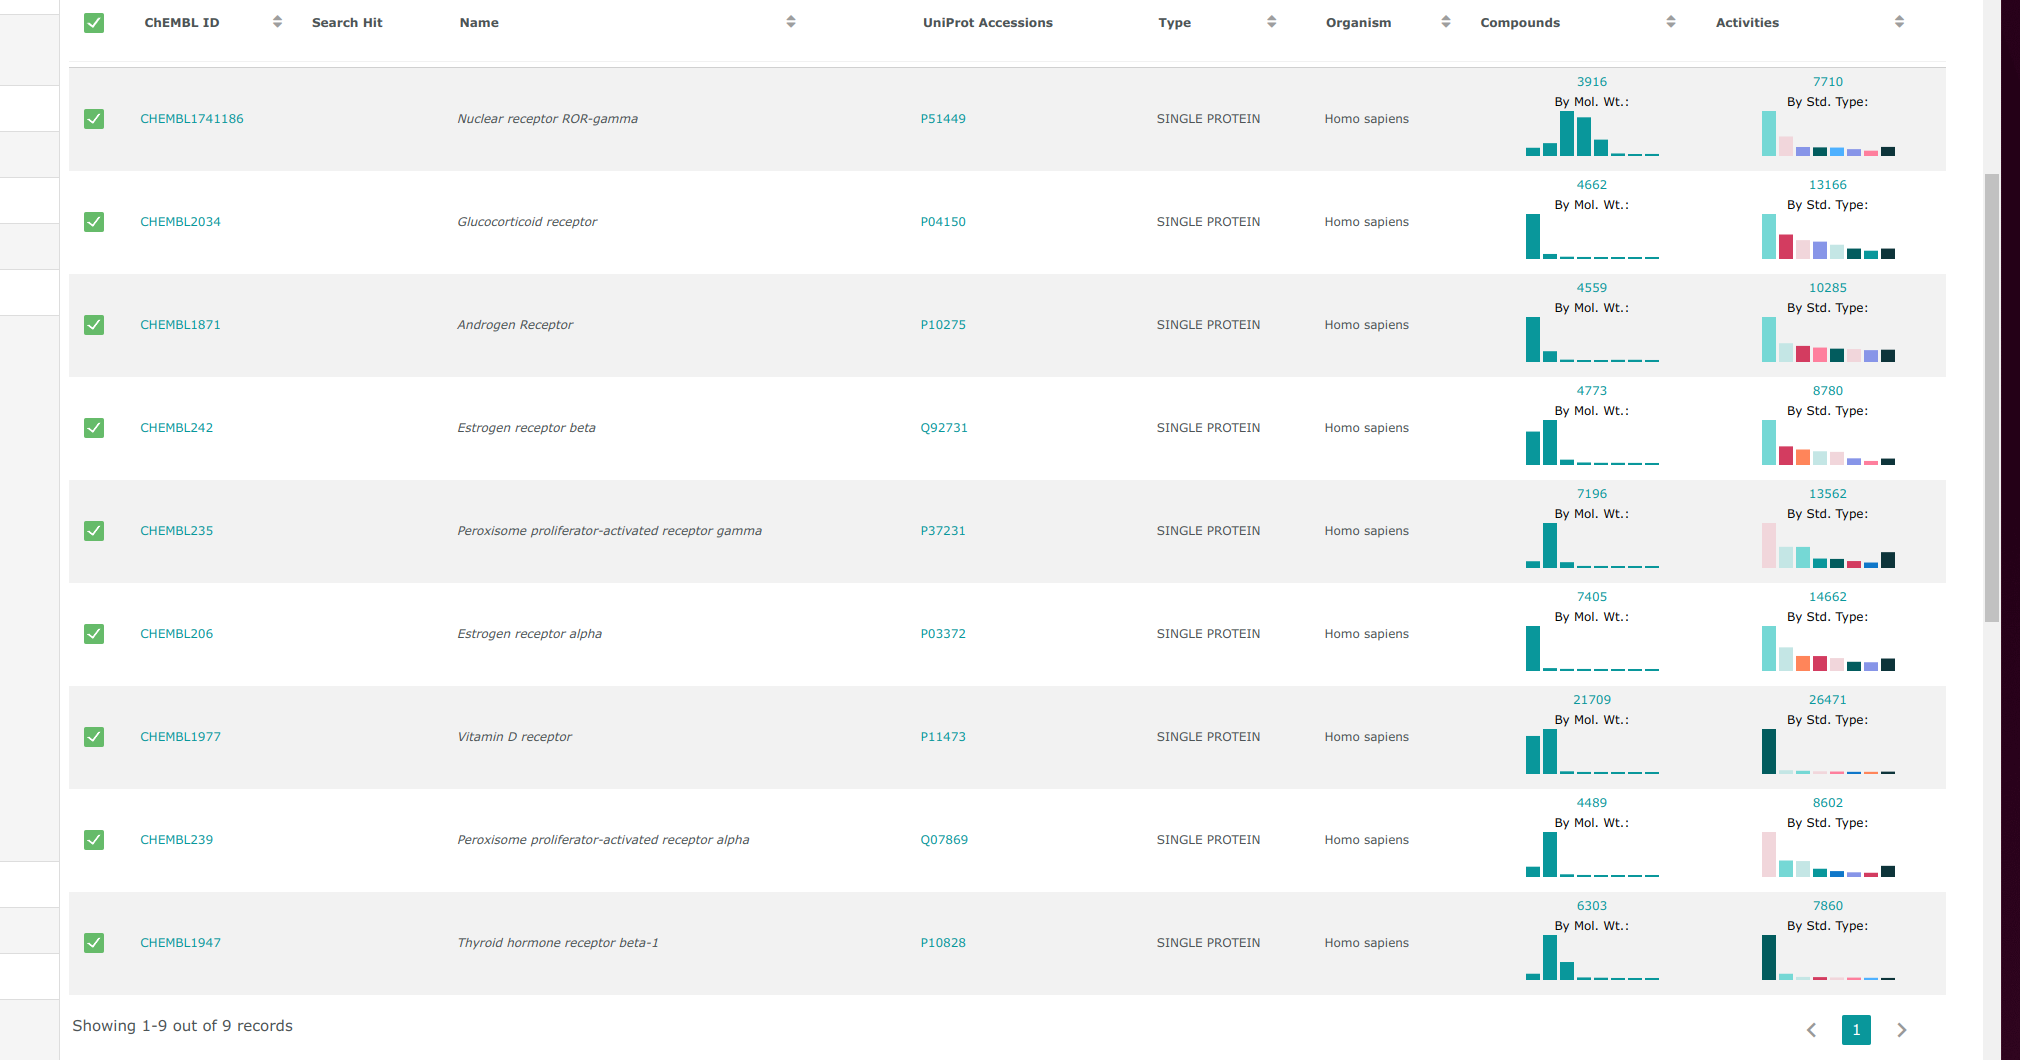 ChEMBL ID Search Hit Name UniProt Accessions Type Organism Compounds Activities
3916 7710
By Mol. Wt.: By Std. Type:
CHEMBL1741186 Nuclear receptor ROR-gamma P51449 SINGLE PROTEIN Homo sapiens
4662 13166
By Mol. Wt.: By Std. Type:
CHEMBL2034 Glucocorticoid receptor P04150 SINGLE PROTEIN Homo sapiens
4559 10285
By Mol. Wt.: By Std. Type:
CHEMBL1871 Androgen Receptor P10275 SINGLE PROTEIN Homo sapiens
4773 8780
By Mol. Wt.: By Std. Type:
CHEMBL242 Estrogen receptor beta Q92731 SINGLE PROTEIN Homo sapiens
7196 13562
By Mol. Wt.: By Std. Type:
CHEMBL235 Peroxisome proliferator-activated receptor gamma P37231 SINGLE PROTEIN Homo sapiens
7405 14662
By Mol. Wt.: By Std. Type:
CHEMBL206 Estrogen receptor alpha P03372 SINGLE PROTEIN Homo sapiens
21709 26471
By Mol. Wt.: By Std. Type:
CHEMBL1977 Vitamin D receptor P11473 SINGLE PROTEIN Homo sapiens
4489 8602
By Mol. Wt.: By Std. Type:
CHEMBL239 Peroxisome proliferator-activated receptor alpha Q07869 SINGLE PROTEIN Homo sapiens
6303 7860
By Mol. Wt.: By Std. Type:
CHEMBL1947 Thyroid hormone receptor beta-1 P10828 SINGLE PROTEIN Homo sapiens
Showing 1-9 out of 9 records 1